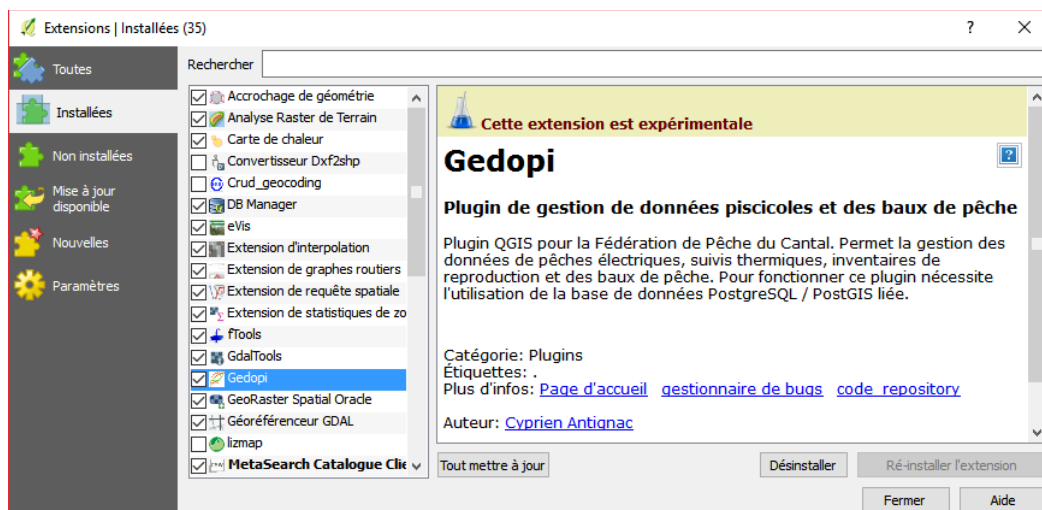 Extensions | Installées (35)
?
Toutes
Installées
Non installées
Mise à jour
disponible
Nouvelles
Paramètres
Rechercher
Accrochage de géométrie
Analyse Raster de Terrain
Carte de chaleur
Convertisseur Dxf2shp
Crud_geocoding
DB Manager
eVis
Extension d'interpolation
Extension de graphes routiers
Extension de requête spatiale
Extension de statistiques de zo
fTools
GdalTools
Gedopi
GeoRaster Spatial Oracle
Géoréférenceur GDAL
lizmap
MetaSearch Catalogue Clie
Cette extension est expérimentale
Gedopi
?
Plugin de gestion de données piscicoles et des baux de pêche
Plugin QGIS pour la Fédération de Pêche du Cantal. Permet la gestion des
données de pêches électriques, suivis thermiques, inventaires de
reproduction et des baux de pêche. Pour fonctionner ce plugin nécessite
l'utilisation de la base de données PostgreSQL / PostGIS liée.
Catégorie: Plugins
Étiquettes: .
Plus d'infos: Page d'accueil gestionnaire de bugs code_repository
Auteur: Cyprien Antignac
Tout mettre à jour
Désinstaller
Ré-installer l'extension
Fermer
Aide